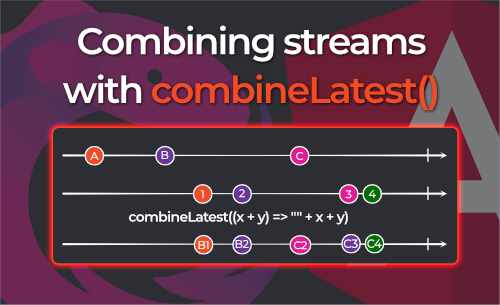 Combining streams
with combineLatest()
A B C
1 2 3 4
combineLatest((x + y) => "" + x + y)
B1 B2 C2 C3 C4